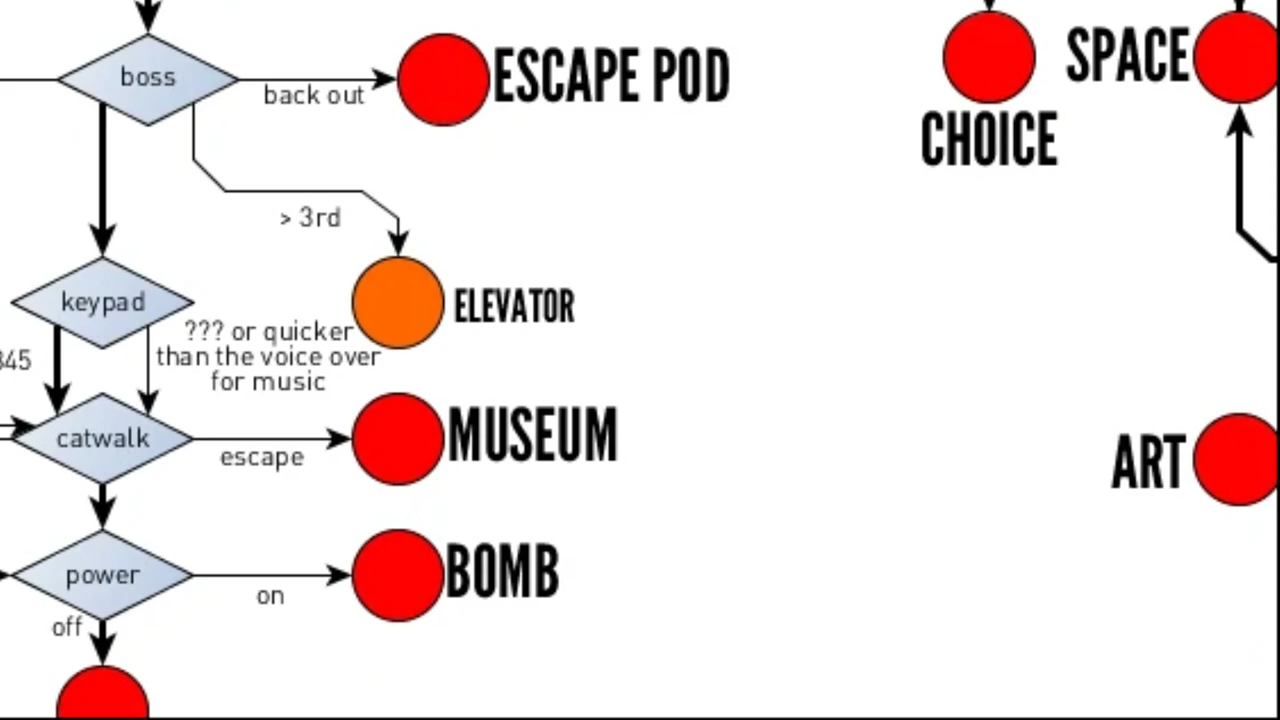 boss
back out
ESCAPE POD
SPACE
CHOICE
> 3rd
keypad
ELEVATOR
??? or quicker
than the voice over
for music
345
catwalk
escape
MUSEUM
ART
power
on
BOMB
off